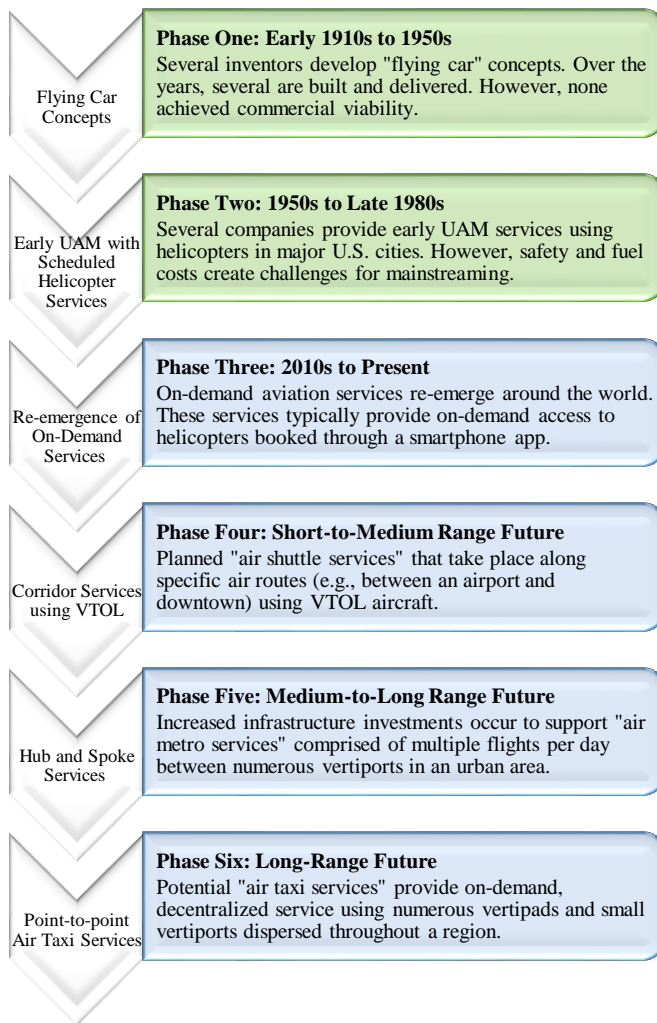 Flying Car
Concepts
Phase One: Early 1910s to 1950s
Several inventors develop "flying car" concepts. Over the
years, several are built and delivered. However, none
achieved commercial viability.
Early UAM with
Scheduled
Helicopter
Services
Phase Two: 1950s to Late 1980s
Several companies provide early UAM services using
helicopters in major U.S. cities. However, safety and fuel
costs create challenges for mainstreaming.
Re-emergence of
On-Demand
Services
Phase Three: 2010s to Present
On-demand aviation services re-emerge around the world.
These services typically provide on-demand access to
helicopters booked through a smartphone app.
Corridor Services
using VTOL
Phase Four: Short-to-Medium Range Future
Planned "air shuttle services" that take place along
specific air routes (e.g., between an airport and
downtown) using VTOL aircraft.
Hub and Spoke
Services
Phase Five: Medium-to-Long Range Future
Increased infrastructure investments occur to support "air
metro services" comprised of multiple flights per day
between numerous vertiports in an urban area.
Point-to-point
Air Taxi Services
Phase Six: Long-Range Future
Potential "air taxi services" provide on-demand,
decentralized service using numerous vertipads and small
vertiports dispersed throughout a region.